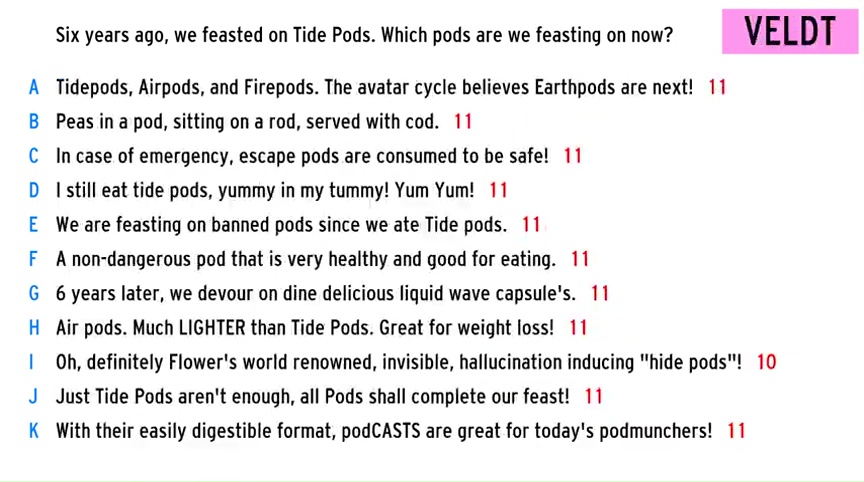 Six years ago, we feasted on Tide Pods. Which pods are we feasting on now?
VELDT
A Tidepods, Airpods, and Firepods. The avatar cycle believes Earthpods are next! 11
B Peas in a pod, sitting on a rod, served with cod. 11
C In case of emergency, escape pods are consumed to be safe! 11
D I still eat tide pods, yummy in my tummy! Yum Yum! 11
E We are feasting on banned pods since we ate Tide pods. 11
F A non-dangerous pod that is very healthy and good for eating. 11
G 6 years later, we devour on dine delicious liquid wave capsule's. 11
H Air pods. Much LIGHTER than Tide Pods. Great for weight loss! 11
I Oh, definitely Flower's world renowned, invisible, hallucination inducing "hide pods"! 10
J Just Tide Pods aren't enough, all Pods shall complete our feast! 11
K With their easily digestible format, podCASTS are great for today's podmunchers! 11